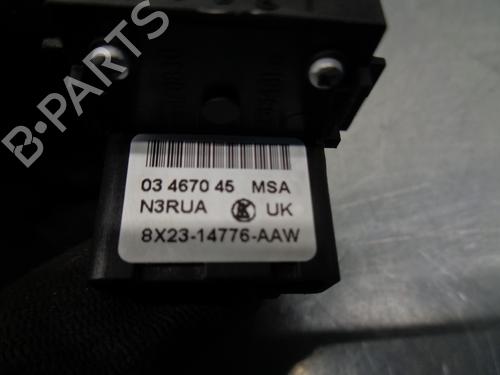 B-PARTS
03 4670 45 MSA
N3RUA UK
8X23-14776-AAW